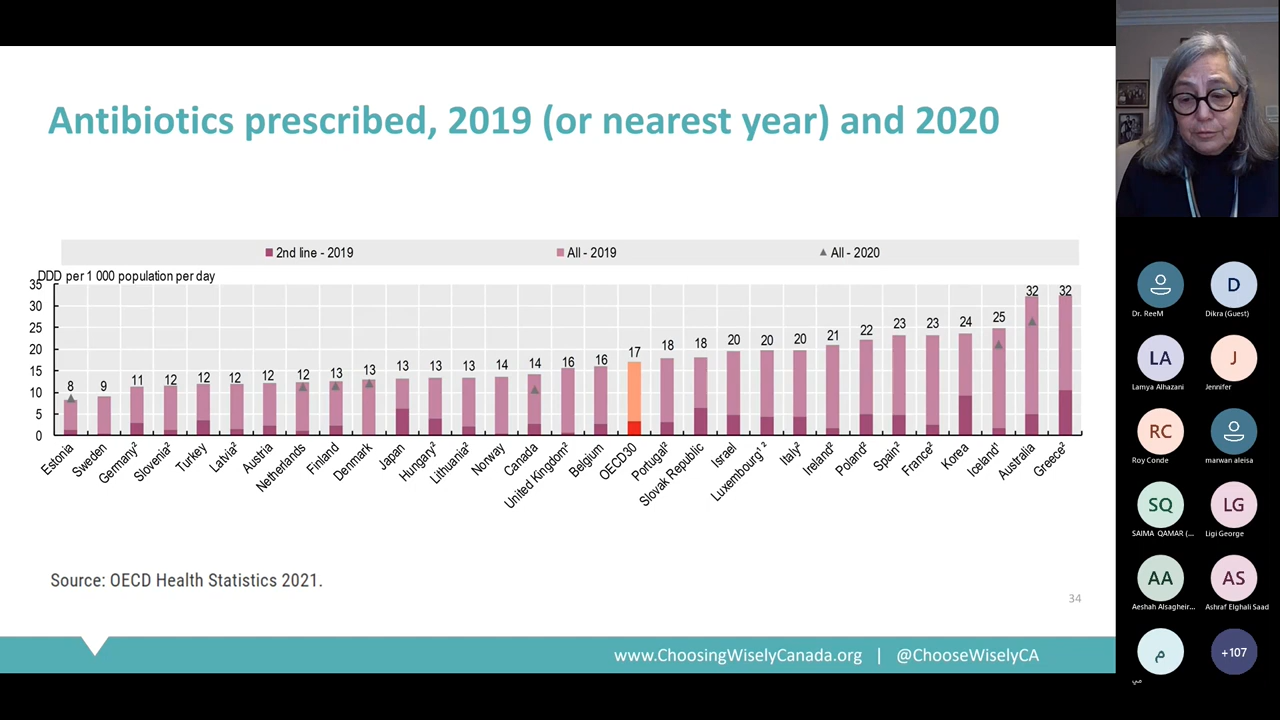 Antibiotics prescribed, 2019 (or nearest year) and 2020
2nd line - 2019
All - 2019
All - 2020
DDD per 1 000 population per day
35
30
25
20
15
10
5
0
8
9
11
12
12
12
12
12
13
13
13
13
13
14
14
16
16
17
18
18
20
20
20
21
22
23
23
24
25
32
32
Estonia
Sweden
Germany²
Slovenia²
Turkey
Latvia²
Austria
Netherlands
Finland
Denmark
Japan
Hungary²
Lithuania²
Norway
Canada
United Kingdom²
Belgium
OECD30
Portugal²
Slovak Republic
Israel
Luxembourg¹ ²
Italy²
Ireland²
Poland²
Spain²
France²
Korea
Iceland¹
Australia
Greece²
Source: OECD Health Statistics 2021.
34
www.ChoosingWiselyCanada.org | @ChooseWiselyCA
Dr. ReeM
D
Dikra (Guest)
LA
Lamya Alhazani
J
Jennifer
RC
Roy Conde
marwan aleisa
SQ
SAIMA QAMAR (...
LG
Ligi George
AA
Aeshah Alsagheir...
AS
Ashraf Elghali Saad
م
مي
+107